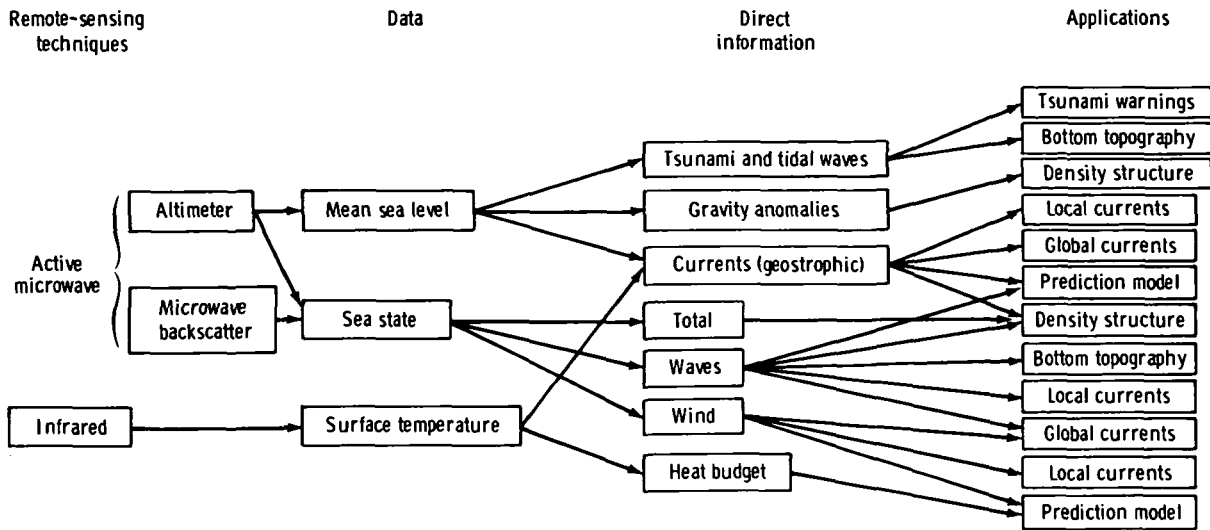 Remote-sensing
techniques
Data
Direct
information
Applications
Active
microwave
Altimeter
Microwave
backscatter
Infrared
Mean sea level
Sea state
Surface temperature
Tsunami and tidal waves
Gravity anomalies
Currents (geostrophic)
Total
Waves
Wind
Heat budget
Tsunami warnings
Bottom topography
Density structure
Local currents
Global currents
Prediction model
Density structure
Bottom topography
Local currents
Global currents
Local currents
Prediction model